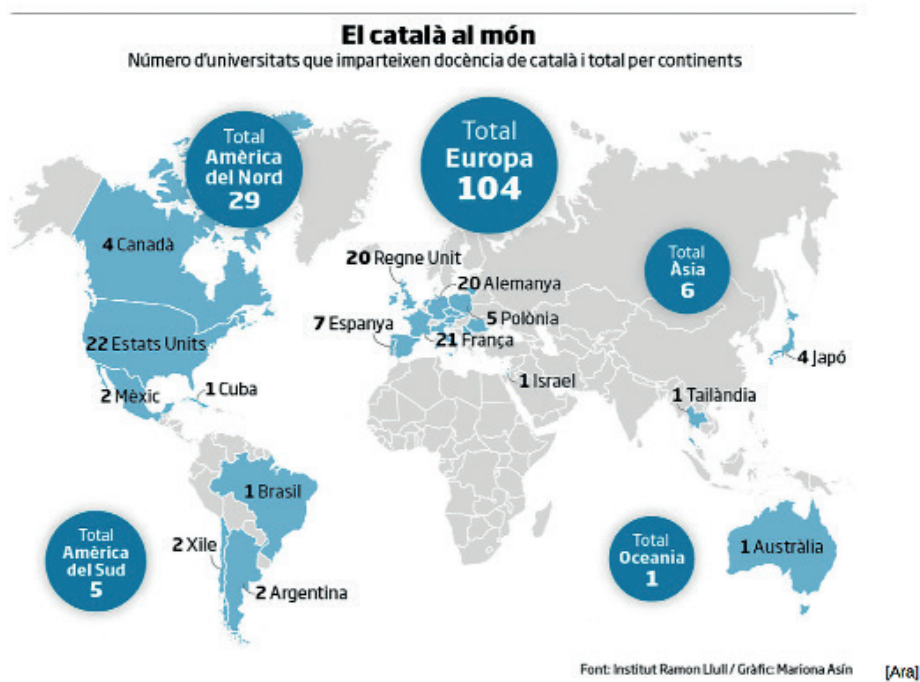 El català al món
Número d'universitats que imparteixen docència de català i total per continents
Total
Amèrica
del Nord
29
Total
Europa
104
4 Canadà
20 Regne Unit
Total
Àsia
6
20 Alemanya
7 Espanya
5 Polònia
22 Estats Units
21 França
4 Japó
2 Mèxic
1 Cuba
1 Israel
1 Tailàndia
1 Brasil
Total
Amèrica
del Sud
5
2 Xile
2 Argentina
Total
Oceania
1
1 Austràlia
Font: Institut Ramon Llull / Gràfic: Mariona Asín
[Ara]